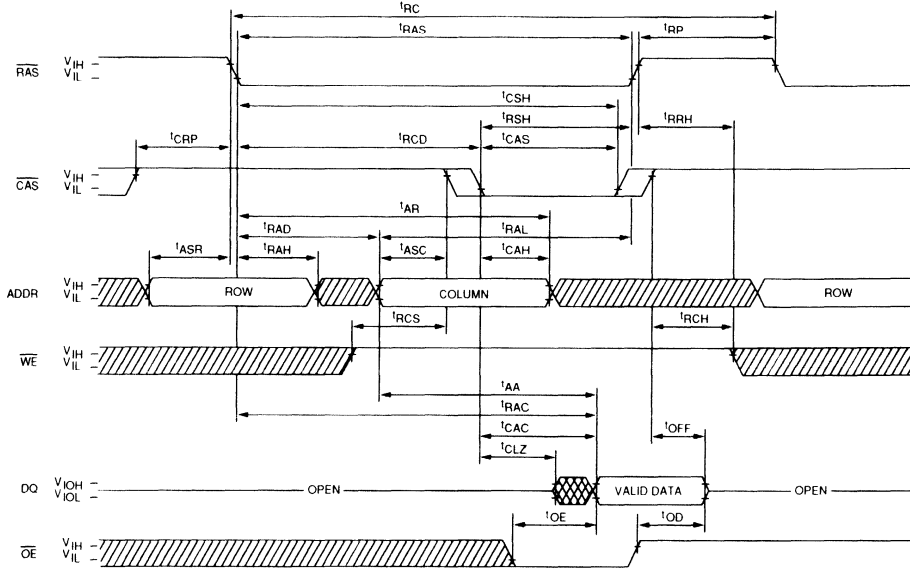 tRC
tRAS tRP
RAS VIH
VIL
tCSH
tRSH tRRH
tCRP tRCD tCAS
CAS VIH
VIL
tAR
tRAD tRAL
tASR tRAH tASC tCAH
ADDR VIH
VIL ROW COLUMN ROW
tRCS tRCH
WE VIH
VIL
tAA
tRAC
tCAC tOFF
tCLZ
DQ VIOH
VIOL OPEN VALID DATA OPEN
tOE tOD
OE VIH
VIL